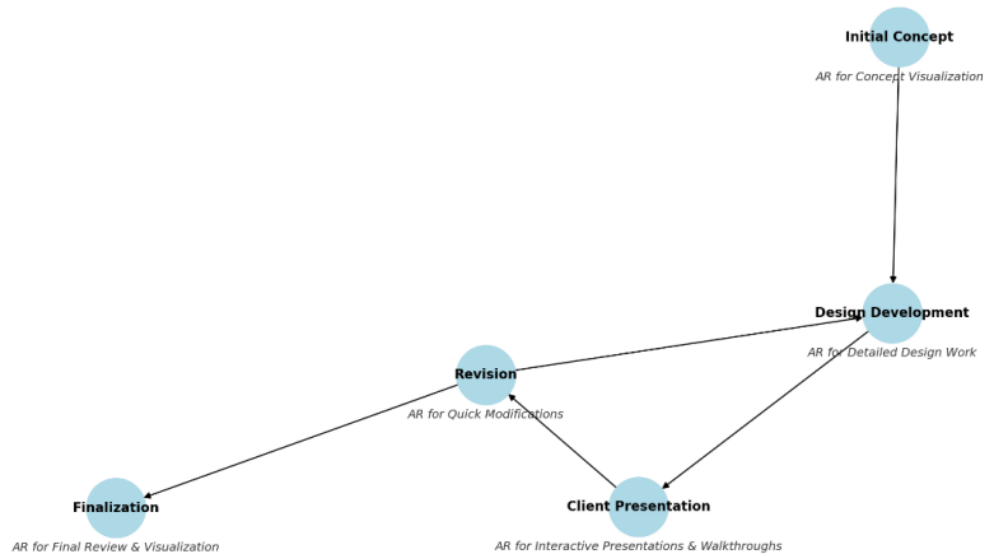 Initial Concept
AR for Concept Visualization
Design Development
AR for Detailed Design Work
Revision
AR for Quick Modifications
Client Presentation
AR for Interactive Presentations & Walkthroughs
Finalization
AR for Final Review & Visualization